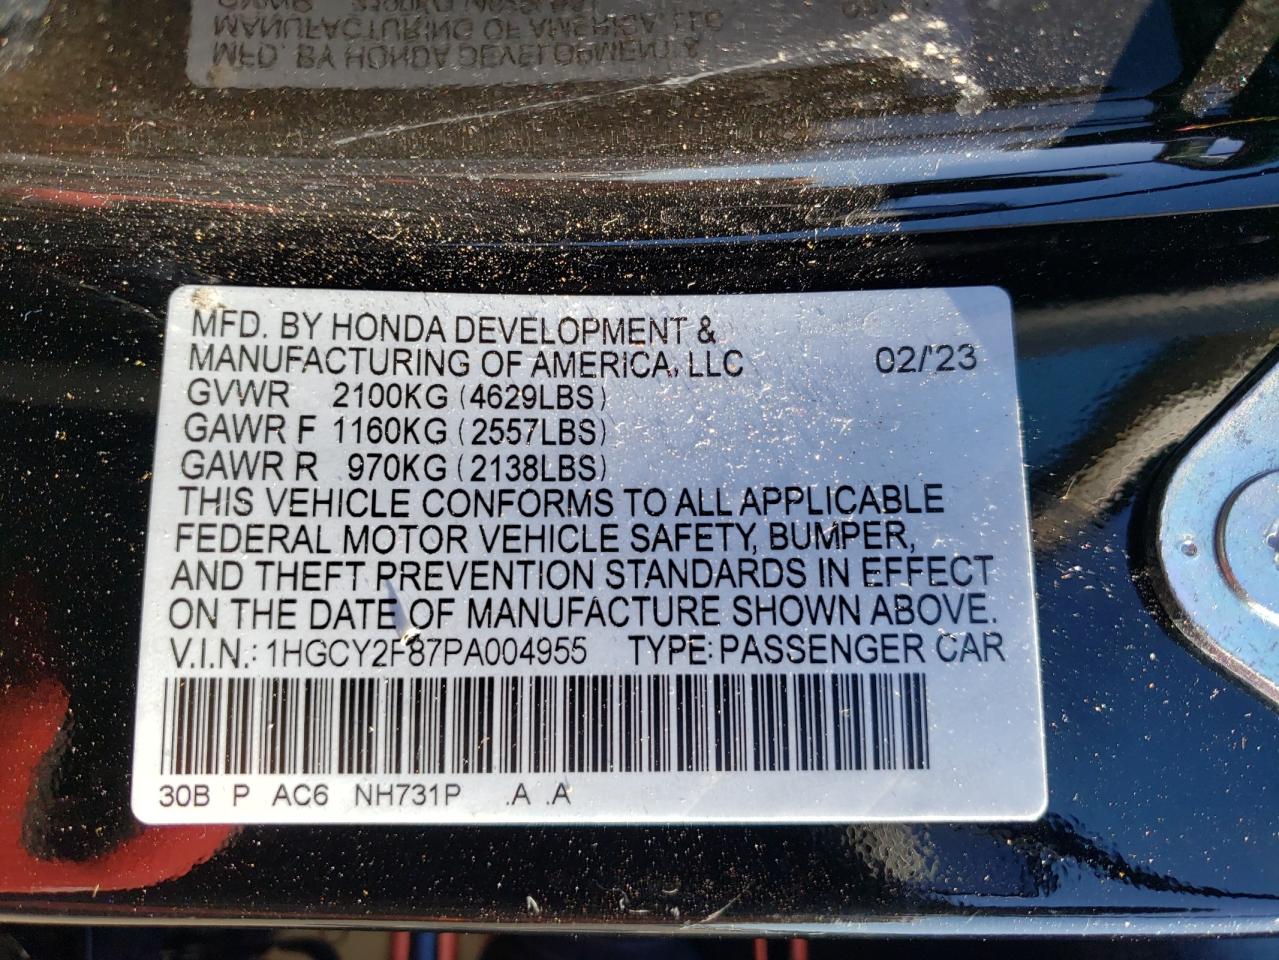 MFD. BY HONDA DEVELOPMENT &
MANUFACTURING OF AMERICA, LLC 02/'23
GVWR 2100KG (4629LBS)
GAWR F 1160KG (2557LBS)
GAWR R 970KG (2138LBS)
THIS VEHICLE CONFORMS TO ALL APPLICABLE
FEDERAL MOTOR VEHICLE SAFETY, BUMPER,
AND THEFT PREVENTION STANDARDS IN EFFECT
ON THE DATE OF MANUFACTURE SHOWN ABOVE.
V.I.N.: 1HGCY2F87PA004955 TYPE: PASSENGER CAR
30B P AC6 NH731P .A .A